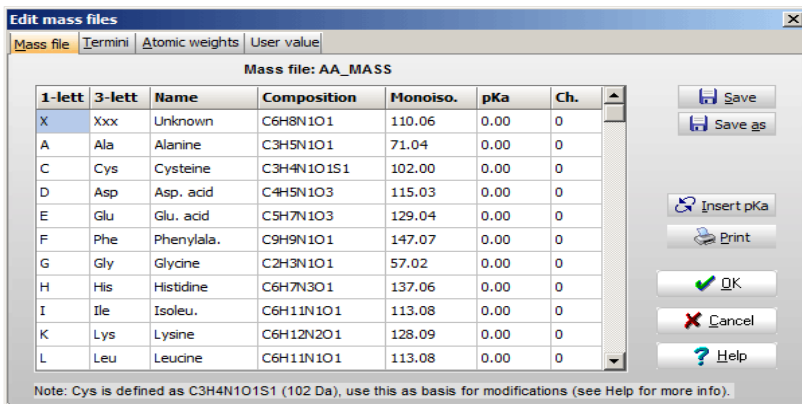 Edit mass files
Mass file Termini Atomic weights User value
Mass file: AA_MASS
1-lett 3-lett Name Composition Monoiso. pKa Ch.
X Xxx Unknown C6H8N1O1 110.06 0.00 0
A Ala Alanine C3H5N1O1 71.04 0.00 0
C Cys Cysteine C3H4N1O1S1 102.00 0.00 0
D Asp Asp. acid C4H5N1O3 115.03 0.00 0
E Glu Glu. acid C5H7N1O3 129.04 0.00 0
F Phe Phenylala. C9H9N1O1 147.07 0.00 0
G Gly Glycine C2H3N1O1 57.02 0.00 0
H His Histidine C6H7N3O1 137.06 0.00 0
I Ile Isoleu. C6H11N1O1 113.08 0.00 0
K Lys Lysine C6H12N2O1 128.09 0.00 0
L Leu Leucine C6H11N1O1 113.08 0.00 0
Save
Save as
Insert pKa
Print
OK
Cancel
Help
Note: Cys is defined as C3H4N1O1S1 (102 Da), use this as basis for modifications (see Help for more info).